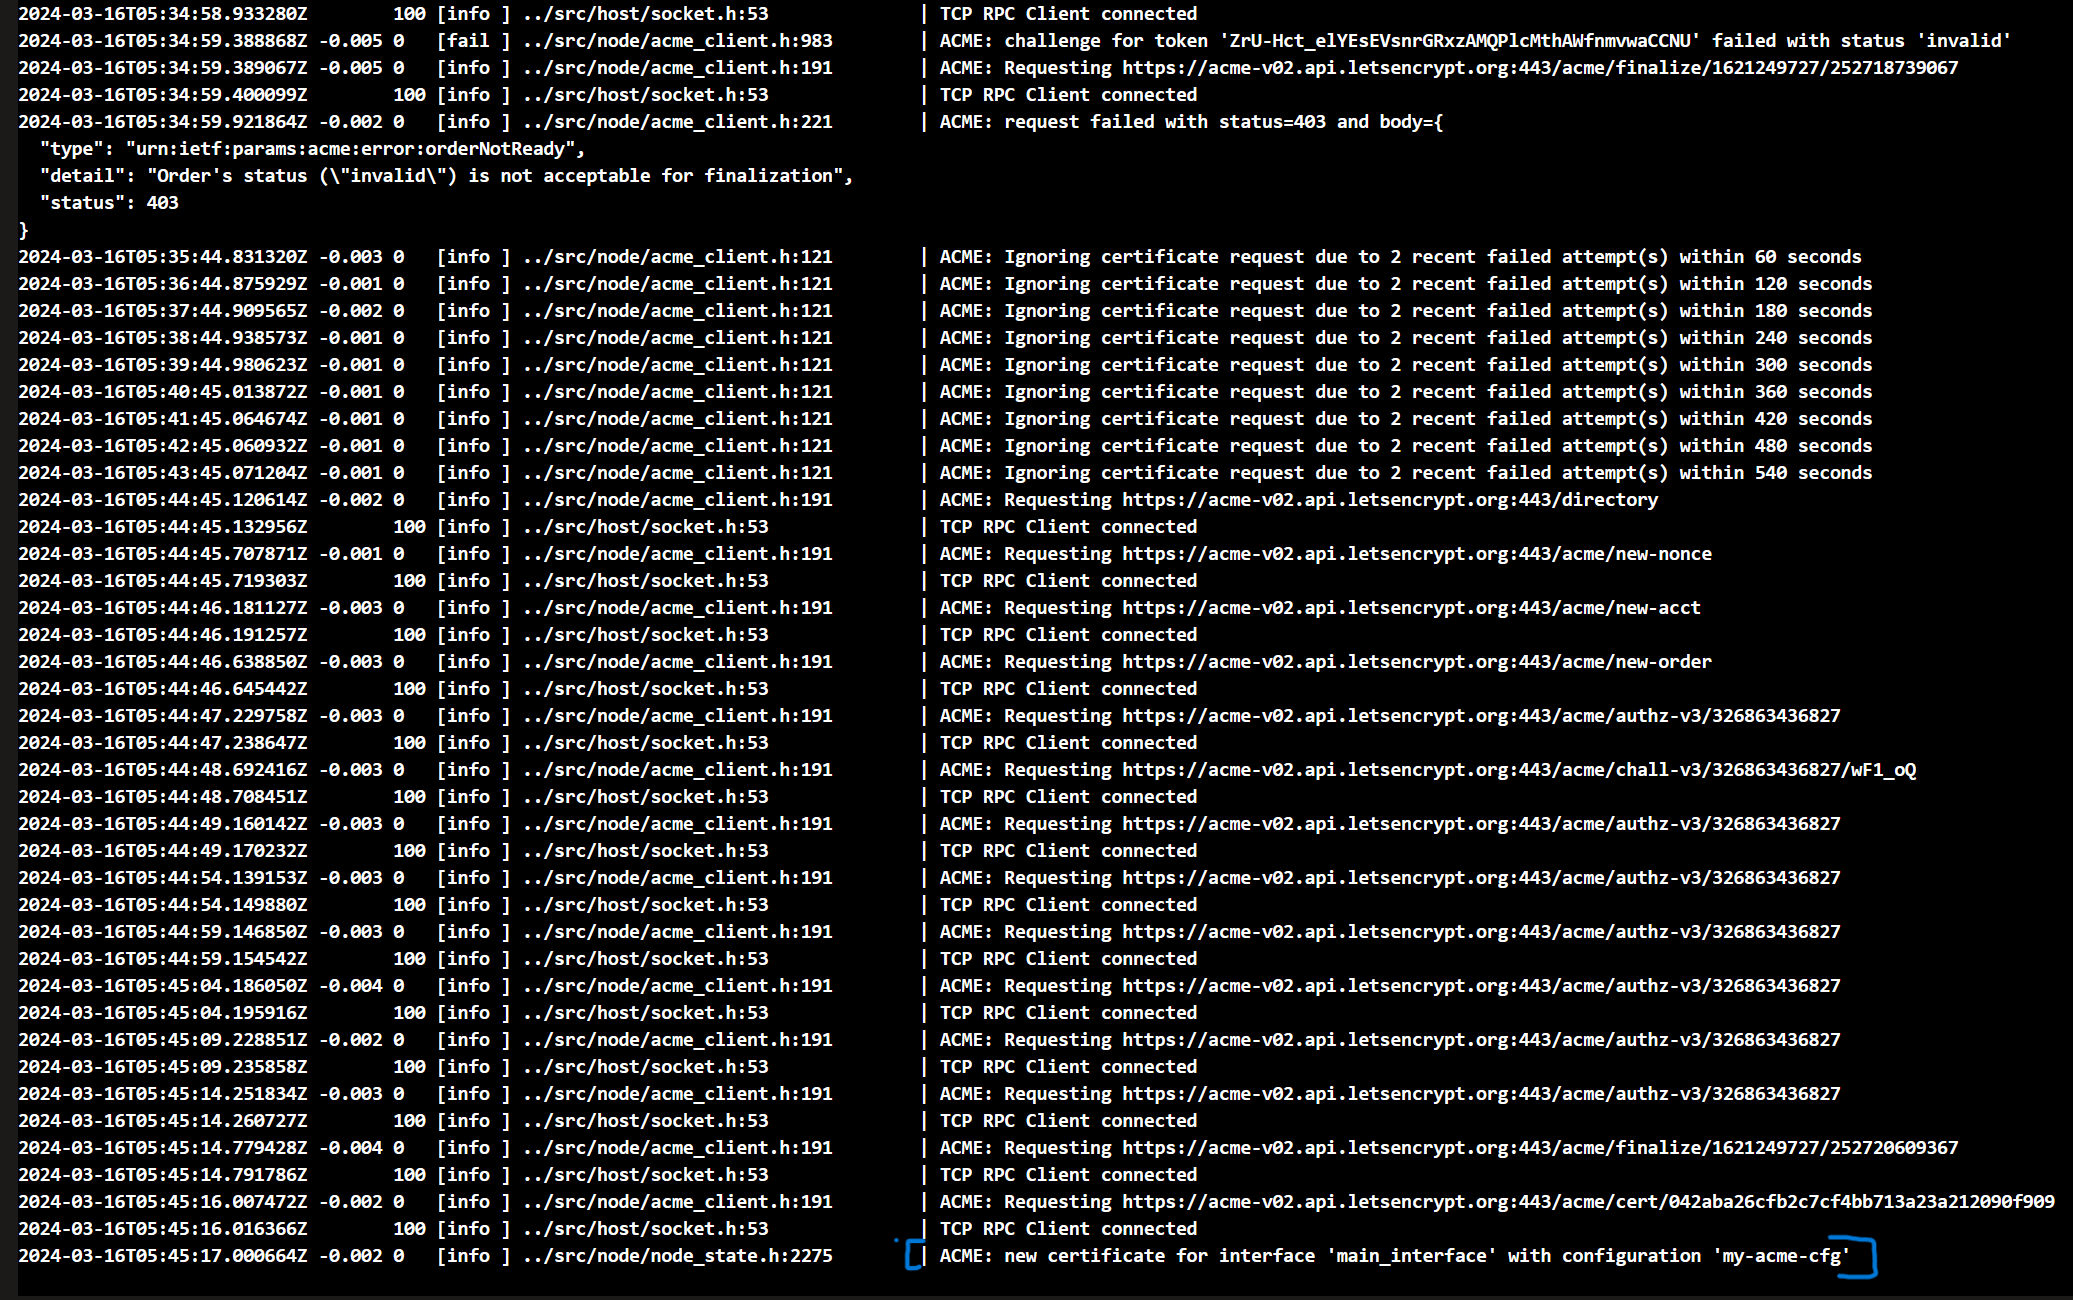 2024-03-16T05:34:58.933280Z        100 [info ] ../src/host/socket.h:53              | TCP RPC Client connected
2024-03-16T05:34:59.388868Z -0.005 0   [fail ] ../src/node/acme_client.h:983        | ACME: challenge for token 'ZrU-Hct_elYEsEVsnrGRxzAMQPlcMthAWfnmvwaCCNU' failed with status 'invalid'
2024-03-16T05:34:59.389067Z -0.005 0   [info ] ../src/node/acme_client.h:191        | ACME: Requesting https://acme-v02.api.letsencrypt.org:443/acme/finalize/1621249727/252718739067
2024-03-16T05:34:59.400099Z        100 [info ] ../src/host/socket.h:53              | TCP RPC Client connected
2024-03-16T05:34:59.921864Z -0.002 0   [info ] ../src/node/acme_client.h:221        | ACME: request failed with status=403 and body={
  "type": "urn:ietf:params:acme:error:orderNotReady",
  "detail": "Order's status (\"invalid\") is not acceptable for finalization",
  "status": 403
}
2024-03-16T05:35:44.831320Z -0.003 0   [info ] ../src/node/acme_client.h:121        | ACME: Ignoring certificate request due to 2 recent failed attempt(s) within 60 seconds
2024-03-16T05:36:44.875929Z -0.001 0   [info ] ../src/node/acme_client.h:121        | ACME: Ignoring certificate request due to 2 recent failed attempt(s) within 120 seconds
2024-03-16T05:37:44.909565Z -0.002 0   [info ] ../src/node/acme_client.h:121        | ACME: Ignoring certificate request due to 2 recent failed attempt(s) within 180 seconds
2024-03-16T05:38:44.938573Z -0.001 0   [info ] ../src/node/acme_client.h:121        | ACME: Ignoring certificate request due to 2 recent failed attempt(s) within 240 seconds
2024-03-16T05:39:44.980623Z -0.001 0   [info ] ../src/node/acme_client.h:121        | ACME: Ignoring certificate request due to 2 recent failed attempt(s) within 300 seconds
2024-03-16T05:40:45.013872Z -0.001 0   [info ] ../src/node/acme_client.h:121        | ACME: Ignoring certificate request due to 2 recent failed attempt(s) within 360 seconds
2024-03-16T05:41:45.064674Z -0.001 0   [info ] ../src/node/acme_client.h:121        | ACME: Ignoring certificate request due to 2 recent failed attempt(s) within 420 seconds
2024-03-16T05:42:45.060932Z -0.001 0   [info ] ../src/node/acme_client.h:121        | ACME: Ignoring certificate request due to 2 recent failed attempt(s) within 480 seconds
2024-03-16T05:43:45.071204Z -0.001 0   [info ] ../src/node/acme_client.h:121        | ACME: Ignoring certificate request due to 2 recent failed attempt(s) within 540 seconds
2024-03-16T05:44:45.120614Z -0.002 0   [info ] ../src/node/acme_client.h:191        | ACME: Requesting https://acme-v02.api.letsencrypt.org:443/directory
2024-03-16T05:44:45.132956Z        100 [info ] ../src/host/socket.h:53              | TCP RPC Client connected
2024-03-16T05:44:45.707871Z -0.001 0   [info ] ../src/node/acme_client.h:191        | ACME: Requesting https://acme-v02.api.letsencrypt.org:443/acme/new-nonce
2024-03-16T05:44:45.719303Z        100 [info ] ../src/host/socket.h:53              | TCP RPC Client connected
2024-03-16T05:44:46.181127Z -0.003 0   [info ] ../src/node/acme_client.h:191        | ACME: Requesting https://acme-v02.api.letsencrypt.org:443/acme/new-acct
2024-03-16T05:44:46.191257Z        100 [info ] ../src/host/socket.h:53              | TCP RPC Client connected
2024-03-16T05:44:46.638850Z -0.003 0   [info ] ../src/node/acme_client.h:191        | ACME: Requesting https://acme-v02.api.letsencrypt.org:443/acme/new-order
2024-03-16T05:44:46.645442Z        100 [info ] ../src/host/socket.h:53              | TCP RPC Client connected
2024-03-16T05:44:47.229758Z -0.003 0   [info ] ../src/node/acme_client.h:191        | ACME: Requesting https://acme-v02.api.letsencrypt.org:443/acme/authz-v3/326863436827
2024-03-16T05:44:47.238647Z        100 [info ] ../src/host/socket.h:53              | TCP RPC Client connected
2024-03-16T05:44:48.692416Z -0.003 0   [info ] ../src/node/acme_client.h:191        | ACME: Requesting https://acme-v02.api.letsencrypt.org:443/acme/chall-v3/326863436827/wF1_oQ
2024-03-16T05:44:48.708451Z        100 [info ] ../src/host/socket.h:53              | TCP RPC Client connected
2024-03-16T05:44:49.160142Z -0.003 0   [info ] ../src/node/acme_client.h:191        | ACME: Requesting https://acme-v02.api.letsencrypt.org:443/acme/authz-v3/326863436827
2024-03-16T05:44:49.170232Z        100 [info ] ../src/host/socket.h:53              | TCP RPC Client connected
2024-03-16T05:44:54.139153Z -0.003 0   [info ] ../src/node/acme_client.h:191        | ACME: Requesting https://acme-v02.api.letsencrypt.org:443/acme/authz-v3/326863436827
2024-03-16T05:44:54.149880Z        100 [info ] ../src/host/socket.h:53              | TCP RPC Client connected
2024-03-16T05:44:59.146850Z -0.003 0   [info ] ../src/node/acme_client.h:191        | ACME: Requesting https://acme-v02.api.letsencrypt.org:443/acme/authz-v3/326863436827
2024-03-16T05:44:59.154542Z        100 [info ] ../src/host/socket.h:53              | TCP RPC Client connected
2024-03-16T05:45:04.186050Z -0.004 0   [info ] ../src/node/acme_client.h:191        | ACME: Requesting https://acme-v02.api.letsencrypt.org:443/acme/authz-v3/326863436827
2024-03-16T05:45:04.195916Z        100 [info ] ../src/host/socket.h:53              | TCP RPC Client connected
2024-03-16T05:45:09.228851Z -0.002 0   [info ] ../src/node/acme_client.h:191        | ACME: Requesting https://acme-v02.api.letsencrypt.org:443/acme/authz-v3/326863436827
2024-03-16T05:45:09.235858Z        100 [info ] ../src/host/socket.h:53              | TCP RPC Client connected
2024-03-16T05:45:14.251834Z -0.003 0   [info ] ../src/node/acme_client.h:191        | ACME: Requesting https://acme-v02.api.letsencrypt.org:443/acme/authz-v3/326863436827
2024-03-16T05:45:14.260727Z        100 [info ] ../src/host/socket.h:53              | TCP RPC Client connected
2024-03-16T05:45:14.779428Z -0.004 0   [info ] ../src/node/acme_client.h:191        | ACME: Requesting https://acme-v02.api.letsencrypt.org:443/acme/finalize/1621249727/252720609367
2024-03-16T05:45:14.791786Z        100 [info ] ../src/host/socket.h:53              | TCP RPC Client connected
2024-03-16T05:45:16.007472Z -0.002 0   [info ] ../src/node/acme_client.h:191        | ACME: Requesting https://acme-v02.api.letsencrypt.org:443/acme/cert/042aba26cfb2c7cf4bb713a23a212090f909
2024-03-16T05:45:16.016366Z        100 [info ] ../src/host/socket.h:53              | TCP RPC Client connected
2024-03-16T05:45:17.000664Z -0.002 0   [info ] ../src/node/node_state.h:2275        | ACME: new certificate for interface 'main_interface' with configuration 'my-acme-cfg'